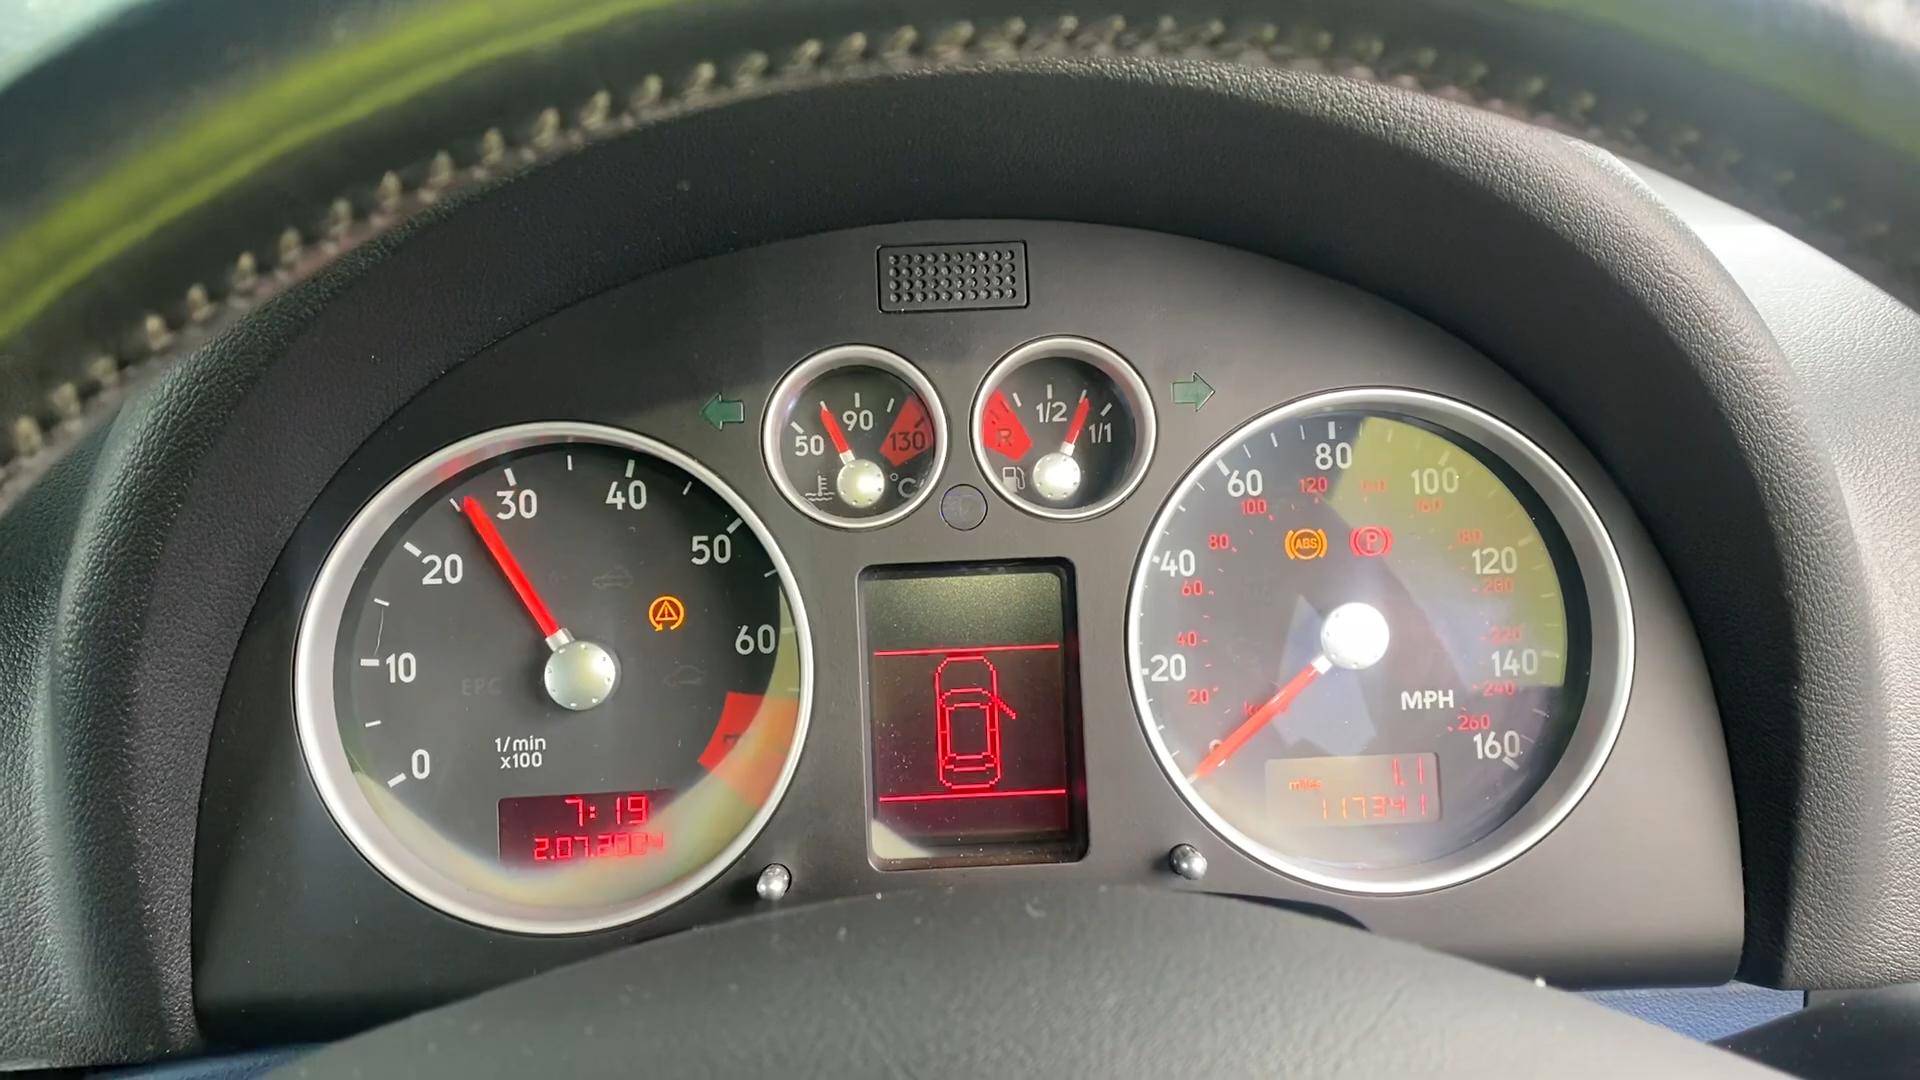 50 90 130 °C
R 1/2 1/1
0 10 20 30 40 50 60
EPC
1/min
x100
7:19
2.07.2004
20 40 60 80 100 120 140 160
20 40 60 80 100 120 160 180 200 220 240 260
ABS
P
MPH
miles 1.1
117341